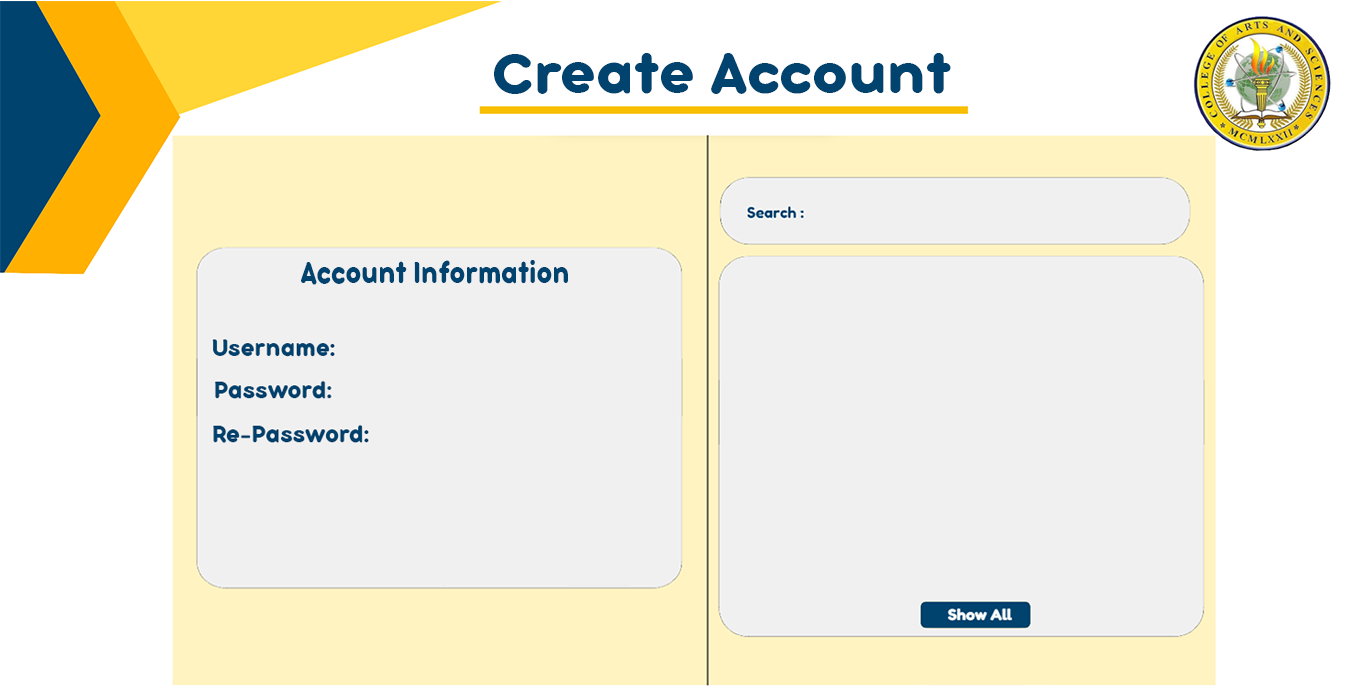 Create Account
COLLEGE OF ARTS AND SCIENCES
* MCMLXXII *
Account Information
Username:
Password:
Re-Password:
Search :
Show All